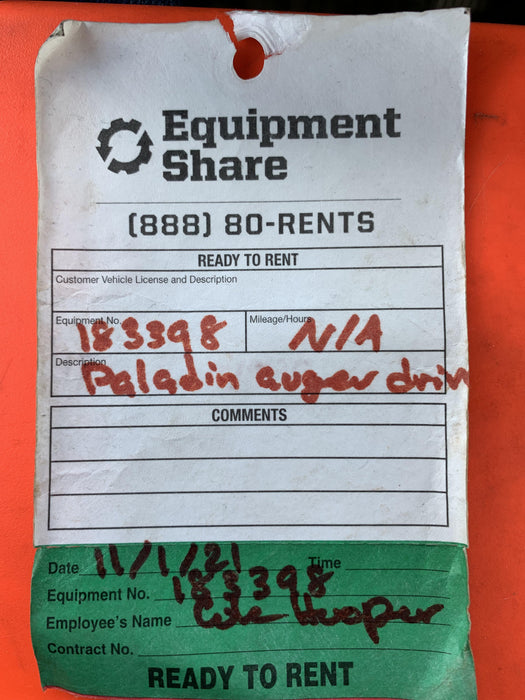 Equipment
Share
(888) 80-RENTS
READY TO RENT
Customer Vehicle License and Description
Equipment No. 183398 Mileage/Hours N/A
Description Paladin auger driv
COMMENTS
Date 11/1/21 Time
Equipment No. 183398
Employee's Name Hooper
Contract No.
READY TO RENT